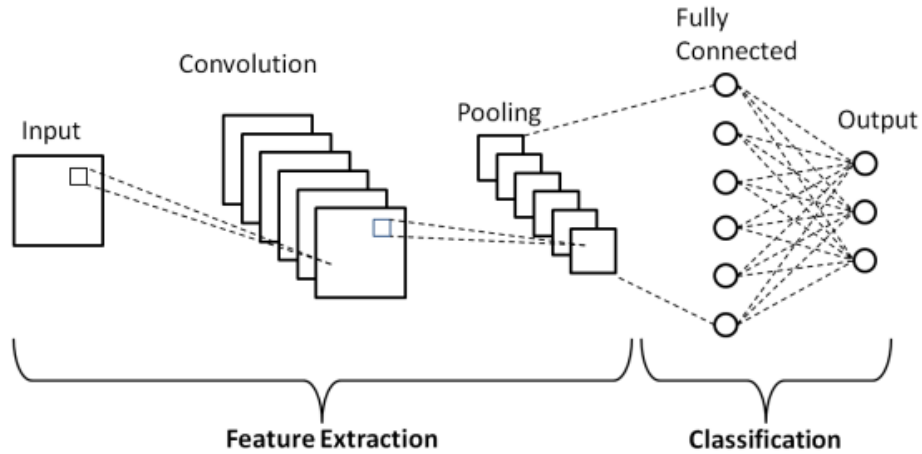 Input
Convolution
Pooling
Fully
Connected
Output
Feature Extraction
Classification